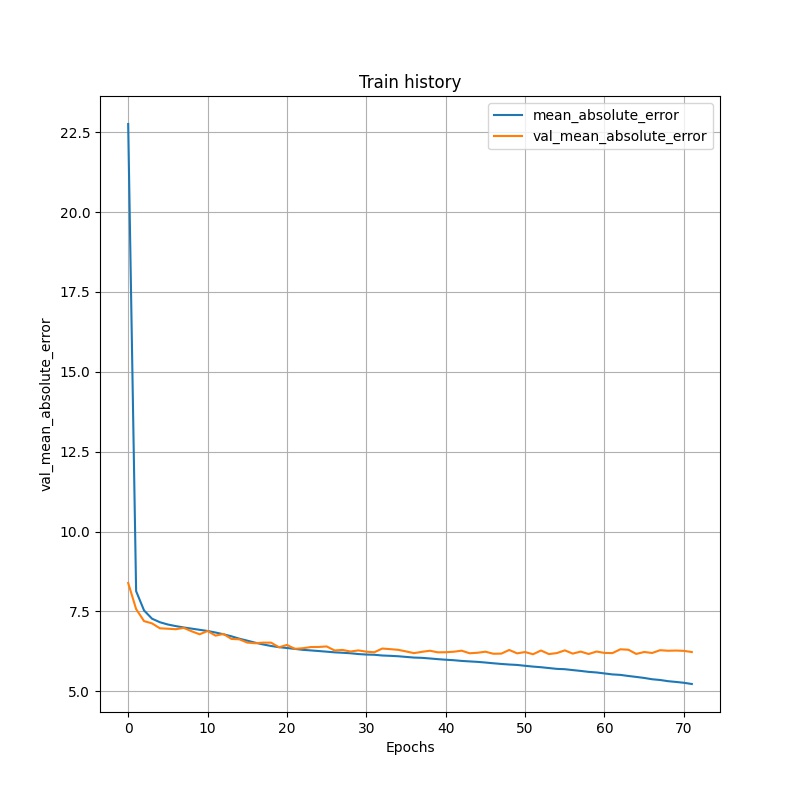 Train history
mean_absolute_error
val_mean_absolute_error
22.5
20.0
17.5
15.0
12.5
10.0
7.5
5.0
val_mean_absolute_error
0 10 20 30 40 50 60 70
Epochs